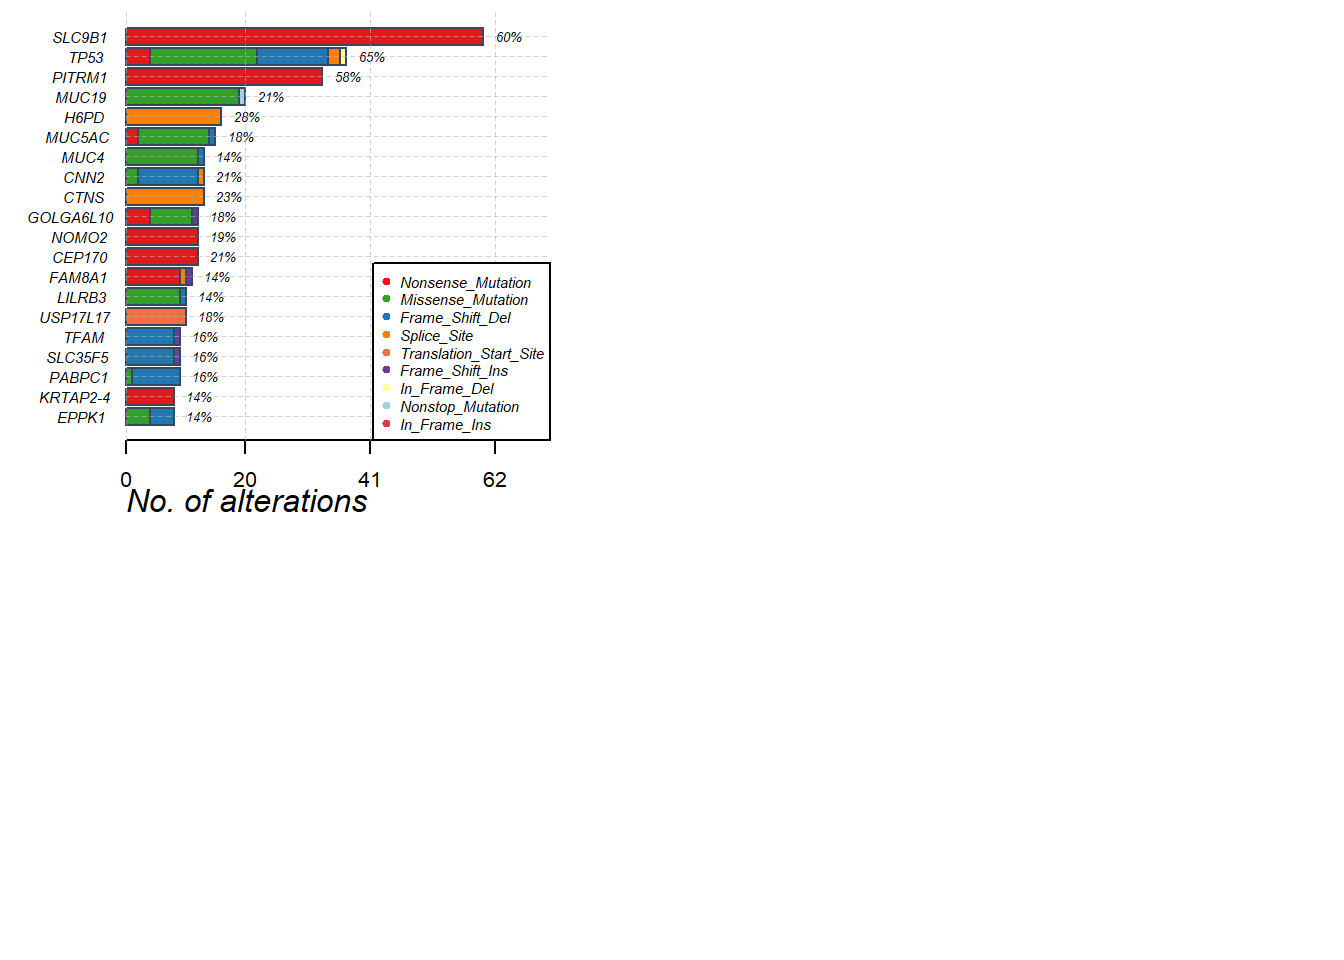 SLC9B1 60%
TP53 65%
PITRM1 58%
MUC19 21%
H6PD 28%
MUC5AC 18%
MUC4 14%
CNN2 21%
CTNS 23%
GOLGA6L10 18%
NOMO2 19%
CEP170 21%
FAM8A1 14%
LILRB3 14%
USP17L17 18%
TFAM 16%
SLC35F5 16%
PABPC1 16%
KRTAP2-4 14%
EPPK1 14%
Nonsense_Mutation
Missense_Mutation
Frame_Shift_Del
Splice_Site
Translation_Start_Site
Frame_Shift_Ins
In_Frame_Del
Nonstop_Mutation
In_Frame_Ins
0 20 41 62
No. of alterations